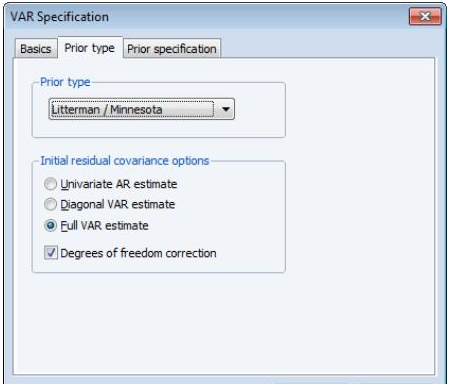 VAR Specification
Basics
Prior type
Prior specification
Prior type
Litterman / Minnesota
Initial residual covariance options
Univariate AR estimate
Diagonal VAR estimate
Full VAR estimate
Degrees of freedom correction